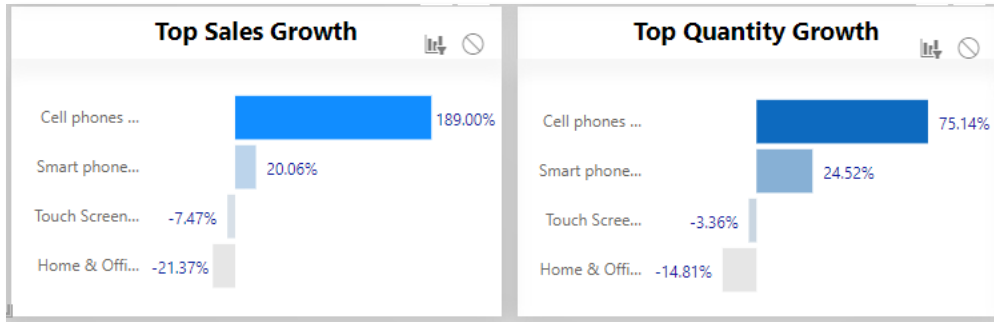 Top Sales Growth
Cell phones ... 189.00%
Smart phone... 20.06%
Touch Screen... -7.47%
Home & Offi... -21.37%
Top Quantity Growth
Cell phones ... 75.14%
Smart phone... 24.52%
Touch Scree... -3.36%
Home & Offi... -14.81%